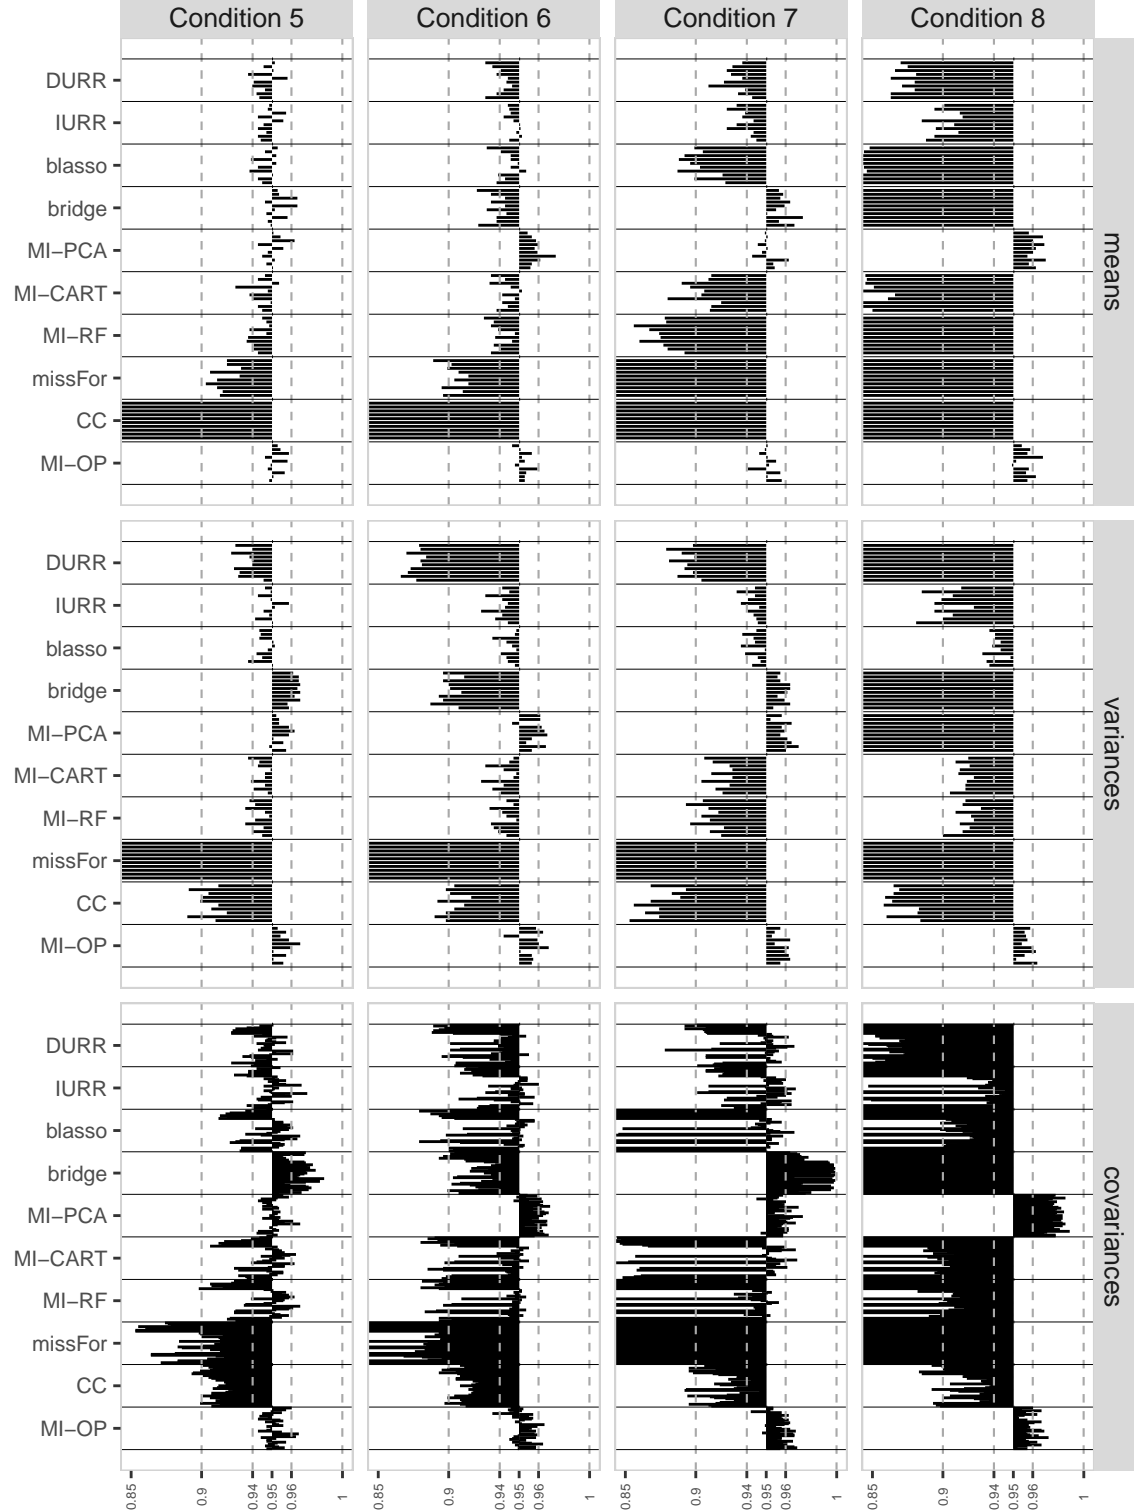 Condition 5 Condition 6 Condition 7 Condition 8
DURR
IURR
blasso
bridge
MI−PCA
MI−CART
MI−RF
missFor
CC
MI−OP
means
DURR
IURR
blasso
bridge
MI−PCA
MI−CART
MI−RF
missFor
CC
MI−OP
variances
DURR
IURR
blasso
bridge
MI−PCA
MI−CART
MI−RF
missFor
CC
MI−OP
covariances
0.85 0.9 0.94 0.95 0.96 1 0.85 0.9 0.94 0.95 0.96 1 0.85 0.9 0.94 0.95 0.96 1 0.85 0.9 0.94 0.95 0.96 1